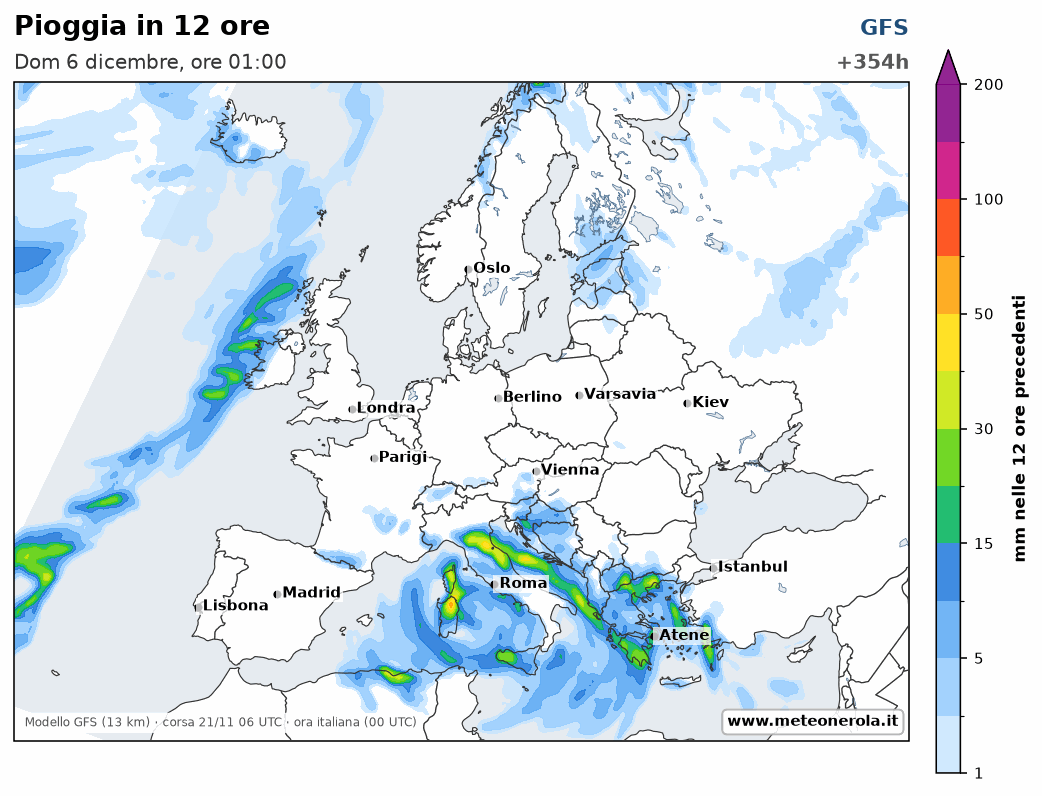 Pioggia in 12 ore
GFS
Dom 6 dicembre, ore 01:00
+354h
200
100
50
30
15
5
1
mm nelle 12 ore precedenti
Oslo
Berlino
Varsavia
Kiev
Londra
Parigi
Vienna
Istanbul
Roma
Madrid
Lisbona
Atene
Modello GFS (13 km) · corsa 21/11 06 UTC · ora italiana (00 UTC)
www.meteonerola.it